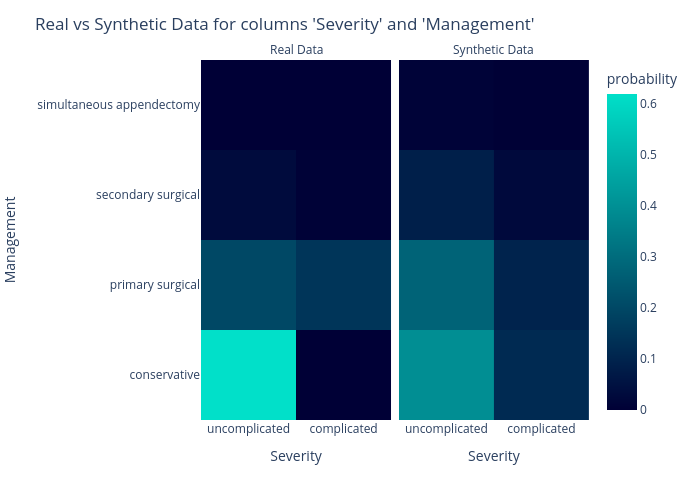 Real vs Synthetic Data for columns 'Severity' and 'Management'
Real Data
Synthetic Data
probability
simultaneous appendectomy
secondary surgical
primary surgical
conservative
Management
uncomplicated
complicated
uncomplicated
complicated
Severity
Severity
0.6
0.5
0.4
0.3
0.2
0.1
0